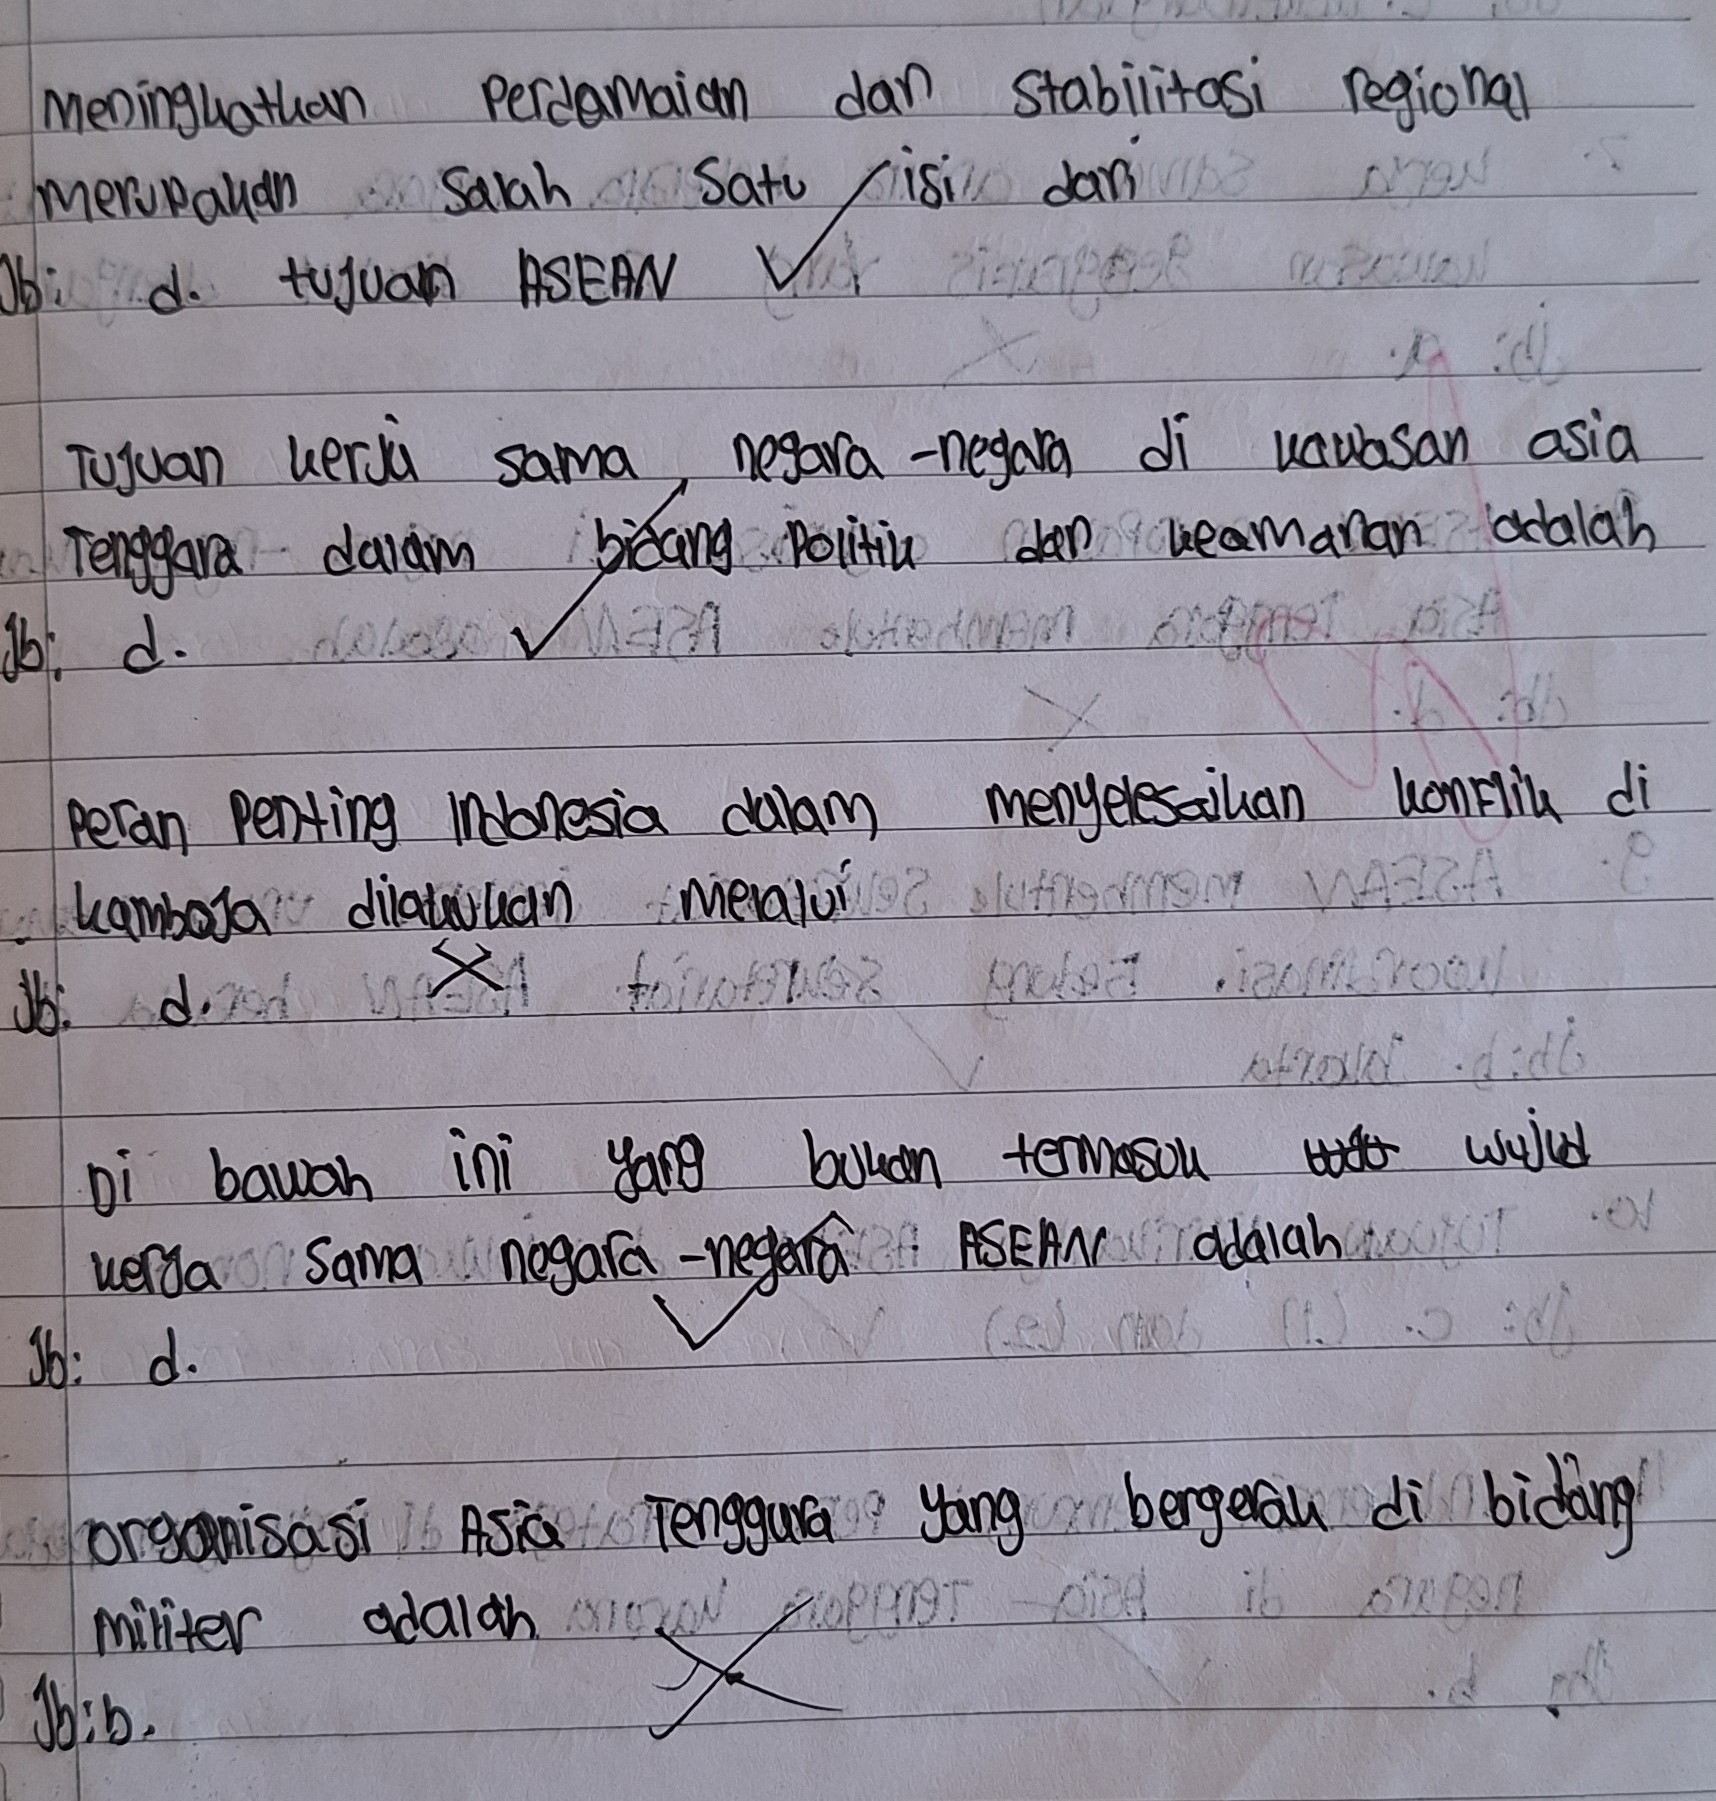 Meningkatkan Perdamaian dan Stabilitasi regional
merupakan Salah Satu isi dari
Jb: d. tujuan ASEAN
Tujuan kerja sama negara-negara di kawasan asia
Tenggara dalam bidang Politik dan keamanan adalah
Jb: d.
Peran Penting Indonesia dalam menyelesaikan konflik di
kamboja dilakukan Melalui
Jb: d.
Di bawah ini yang bukan termasuk wujud
kerja sama negara-negara ASEAN adalah
Jb: d.
organisasi Asia Tenggara yang bergerak di bidang
militer adalah
Jb: b.